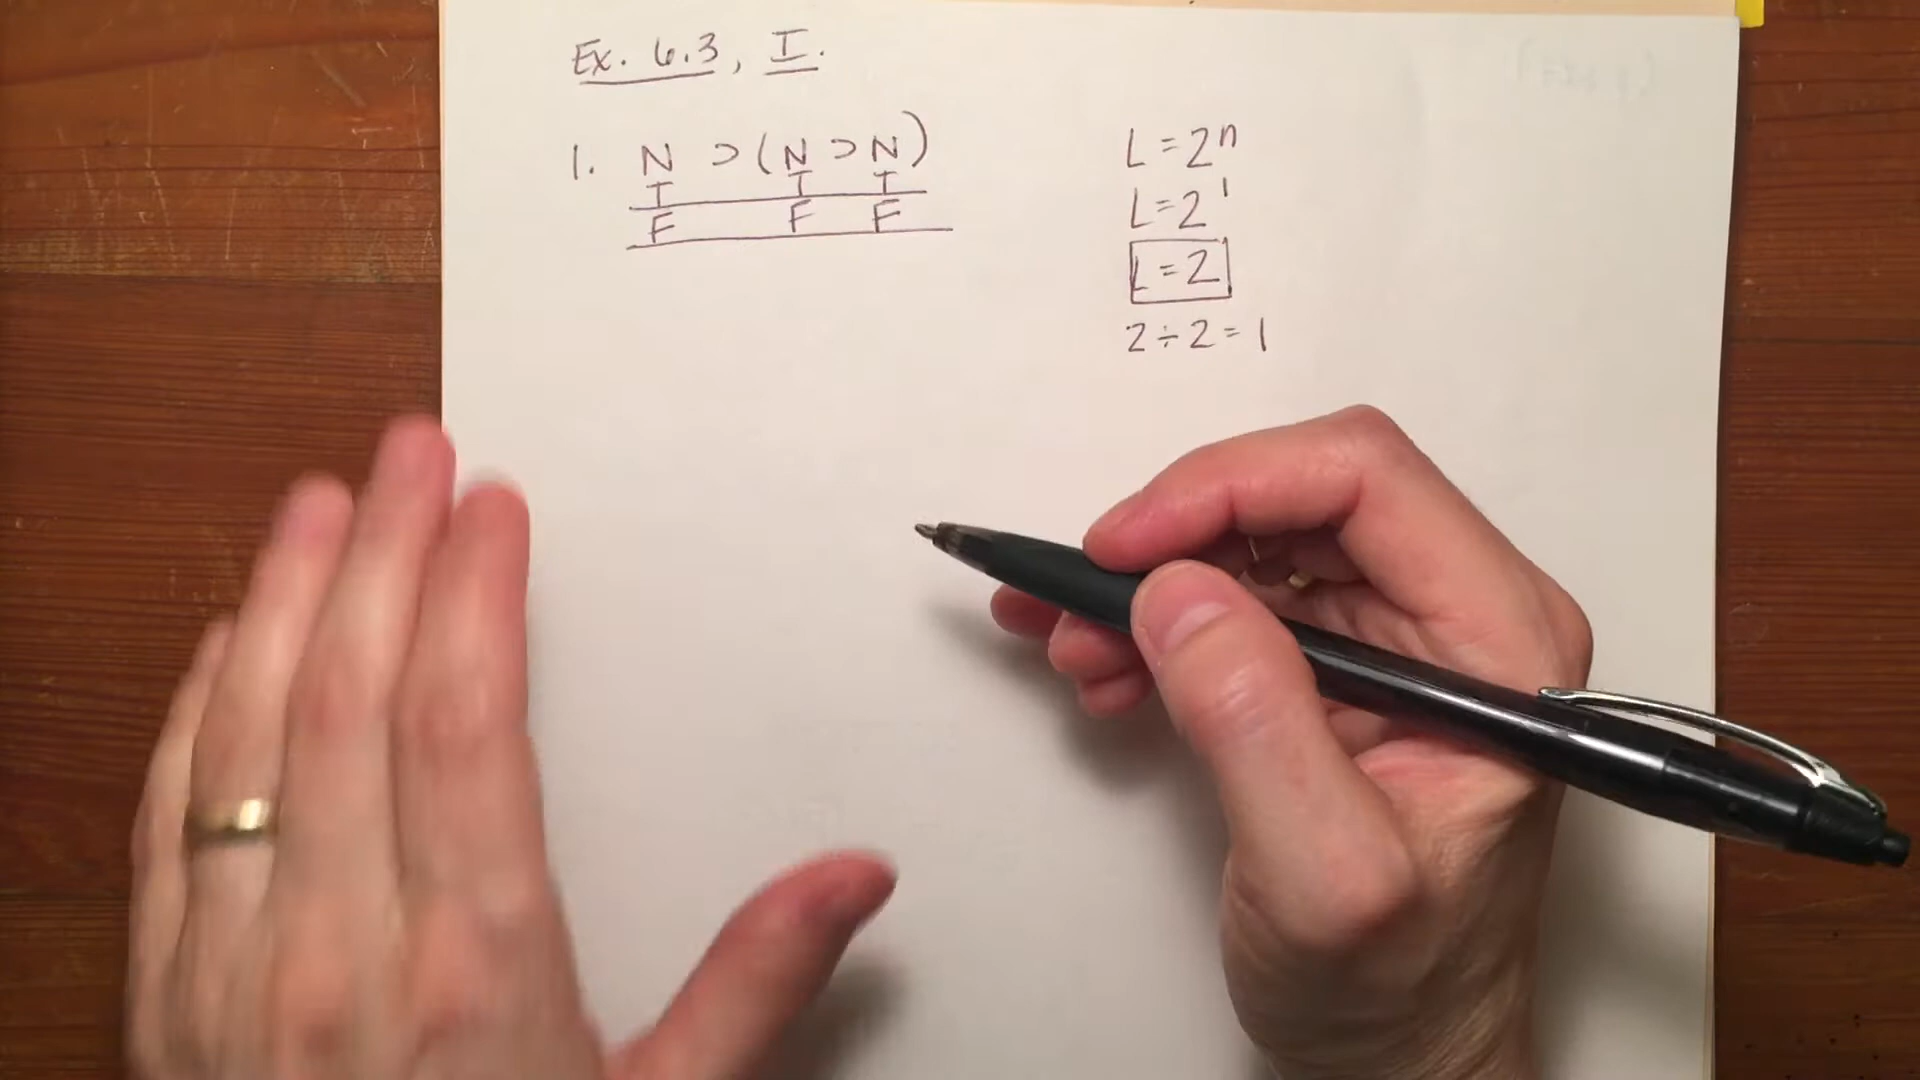 Ex. 6.3, I.
1. N ⊃ (N ⊃ N)
T T T
F F F
L = 2ⁿ
L = 2¹
L = 2
2 ÷ 2 = 1